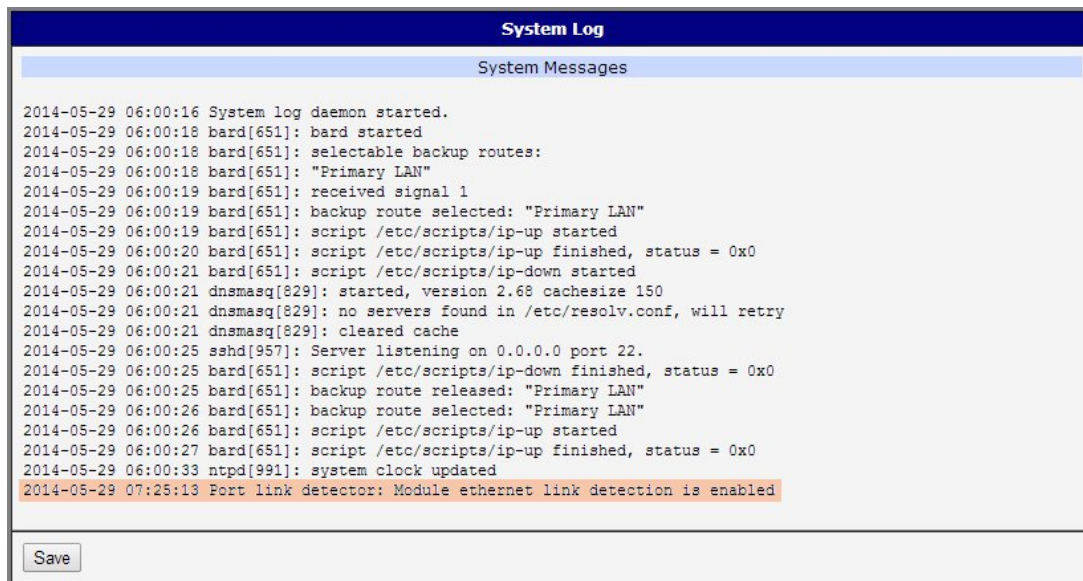 System Log
System Messages
2014-05-29 06:00:16 System log daemon started.
2014-05-29 06:00:18 bard[651]: bard started
2014-05-29 06:00:18 bard[651]: selectable backup routes:
2014-05-29 06:00:18 bard[651]: "Primary LAN"
2014-05-29 06:00:19 bard[651]: received signal 1
2014-05-29 06:00:19 bard[651]: backup route selected: "Primary LAN"
2014-05-29 06:00:19 bard[651]: script /etc/scripts/ip-up started
2014-05-29 06:00:20 bard[651]: script /etc/scripts/ip-up finished, status = 0x0
2014-05-29 06:00:21 bard[651]: script /etc/scripts/ip-down started
2014-05-29 06:00:21 dnsmasq[829]: started, version 2.68 cachesize 150
2014-05-29 06:00:21 dnsmasq[829]: no servers found in /etc/resolv.conf, will retry
2014-05-29 06:00:21 dnsmasq[829]: cleared cache
2014-05-29 06:00:25 sshd[957]: Server listening on 0.0.0.0 port 22.
2014-05-29 06:00:25 bard[651]: script /etc/scripts/ip-down finished, status = 0x0
2014-05-29 06:00:25 bard[651]: backup route released: "Primary LAN"
2014-05-29 06:00:26 bard[651]: backup route selected: "Primary LAN"
2014-05-29 06:00:26 bard[651]: script /etc/scripts/ip-up started
2014-05-29 06:00:27 bard[651]: script /etc/scripts/ip-up finished, status = 0x0
2014-05-29 06:00:33 ntpd[991]: system clock updated
2014-05-29 07:25:13 Port link detector: Module ethernet link detection is enabled
Save